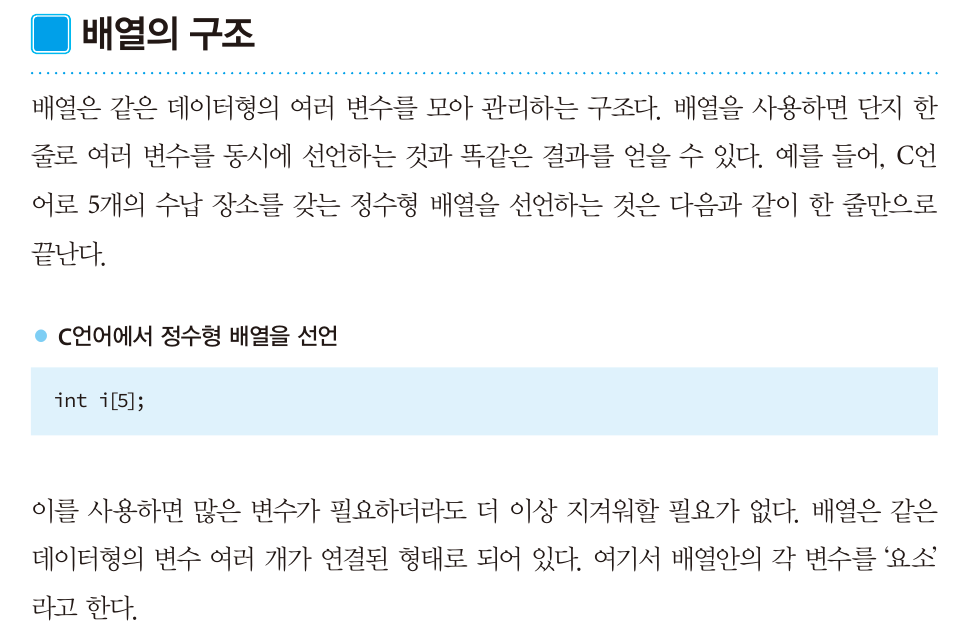 배열의 구조
배열은 같은 데이터형의 여러 변수를 모아 관리하는 구조다. 배열을 사용하면 단지 한
줄로 여러 변수를 동시에 선언하는 것과 똑같은 결과를 얻을 수 있다. 예를 들어, C언
어로 5개의 수납 장소를 갖는 정수형 배열을 선언하는 것은 다음과 같이 한 줄만으로
끝난다.
● C언어에서 정수형 배열을 선언
int i[5];
이를 사용하면 많은 변수가 필요하더라도 더 이상 지겨워할 필요가 없다. 배열은 같은
데이터형의 변수 여러 개가 연결된 형태로 되어 있다. 여기서 배열안의 각 변수를 ‘요소’
라고 한다.